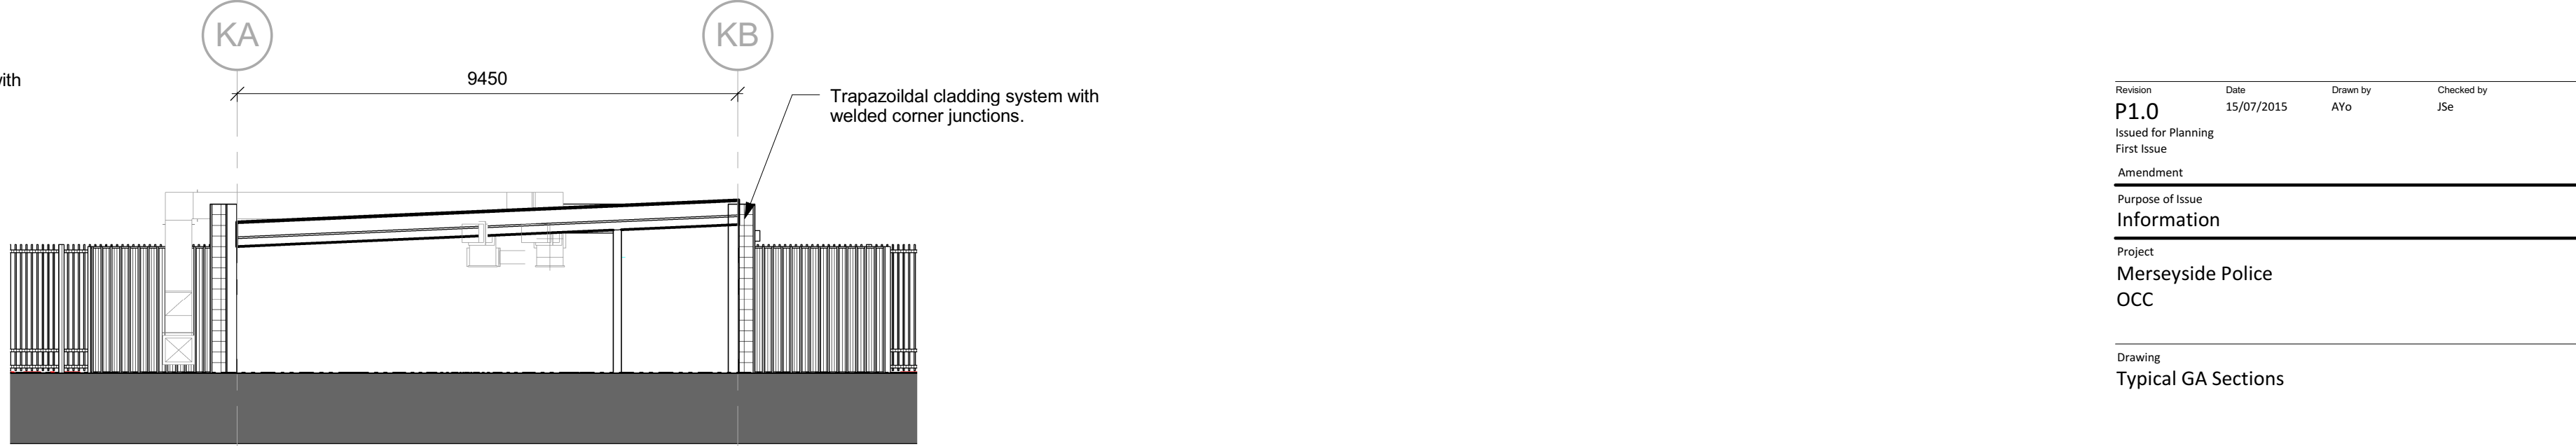 KA
KB
9450
with
Trapazoildal cladding system with
welded corner junctions.
Revision Date Drawn by Checked by
P1.0 15/07/2015 AYo JSe
Issued for Planning
First Issue
Amendment
Purpose of Issue
Information
Project
Merseyside Police
OCC
Drawing
Typical GA Sections